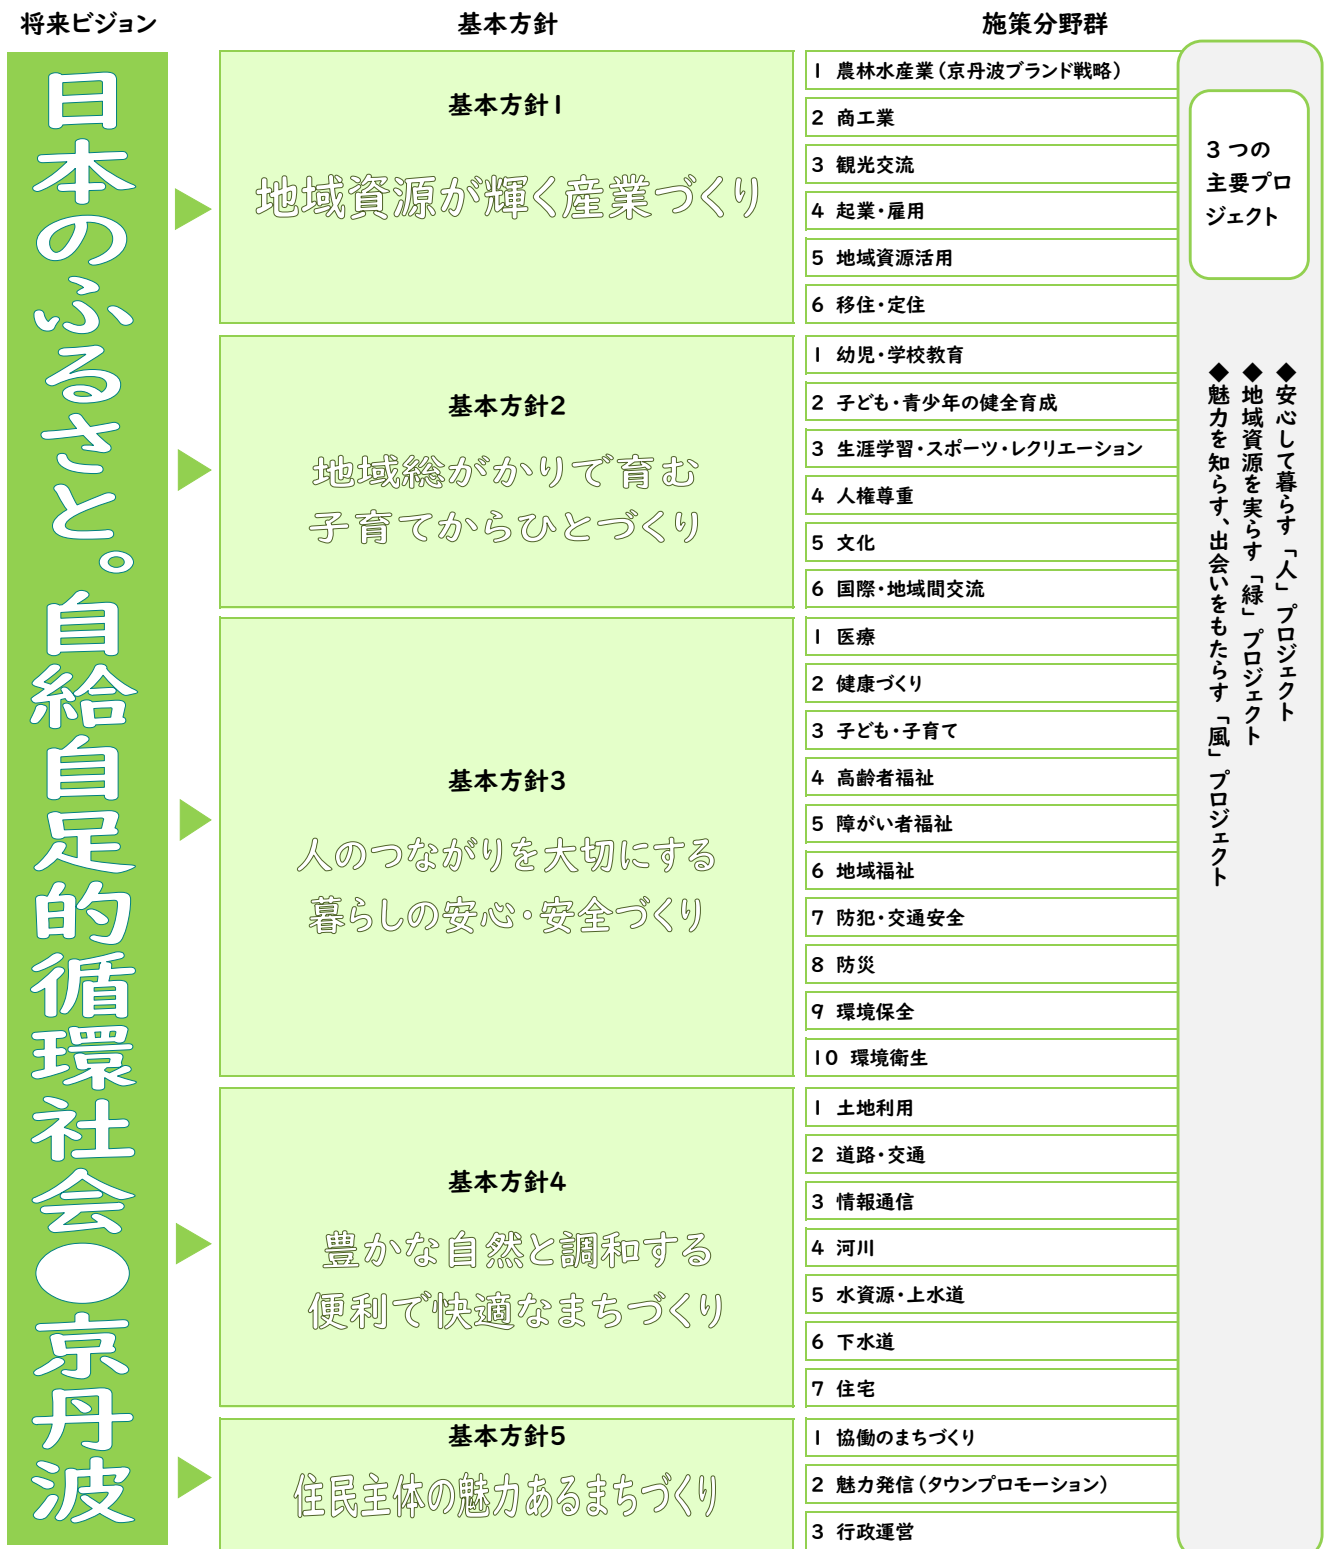 将来ビジョン
基本方針
施策分野群
日本のふるさと。自給自足的循環社会●京丹波
基本方針1
地域資源が輝く産業づくり
1 農林水産業（京丹波ブランド戦略）
2 商工業
3 観光交流
4 起業・雇用
5 地域資源活用
6 移住・定住
基本方針2
地域総がかりで育む
子育てからひとづくり
1 幼児・学校教育
2 子ども・青少年の健全育成
3 生涯学習・スポーツ・レクリエーション
4 人権尊重
5 文化
6 国際・地域間交流
基本方針3
人のつながりを大切にする
暮らしの安心・安全づくり
1 医療
2 健康づくり
3 子ども・子育て
4 高齢者福祉
5 障がい者福祉
6 地域福祉
7 防犯・交通安全
8 防災
9 環境保全
10 環境衛生
基本方針4
豊かな自然と調和する
便利で快適なまちづくり
1 土地利用
2 道路・交通
3 情報通信
4 河川
5 水資源・上水道
6 下水道
7 住宅
基本方針5
住民主体の魅力あるまちづくり
1 協働のまちづくり
2 魅力発信（タウンプロモーション）
3 行政運営
3つの
主要プロ
ジェクト
◆安心して暮らす「人」プロジェクト
◆地域資源を実らす「緑」プロジェクト
◆魅力を知らす、出会いをもたらす「風」プロジェクト